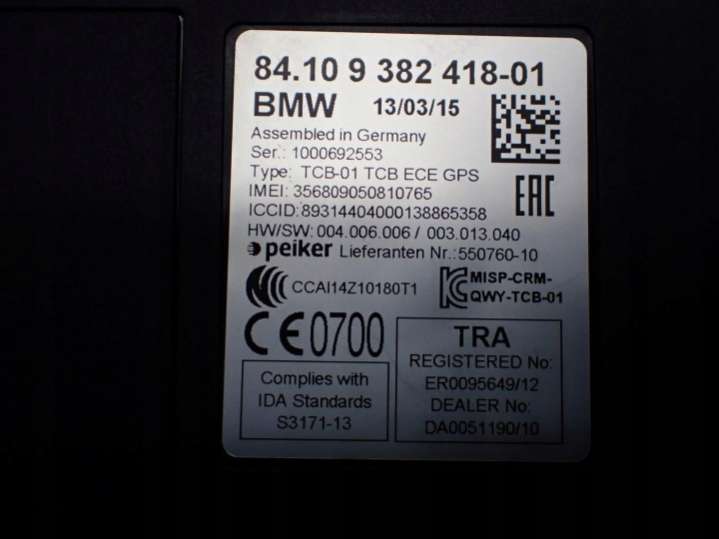 84.10 9 382 418-01
BMW 13/03/15
Assembled in Germany
Ser.: 1000692553
Type: TCB-01 TCB ECE GPS
IMEI: 356809050810765
ICCID:89314404000138865358
HW/SW: 004.006.006 / 003.013.040
EAC
peiker Lieferanten Nr.:550760-10
CCAI14Z10180T1
MISP-CRM-
QWY-TCB-01
CE0700
Complies with
IDA Standards
S3171-13
TRA
REGISTERED No:
ER0095649/12
DEALER No:
DA0051190/10